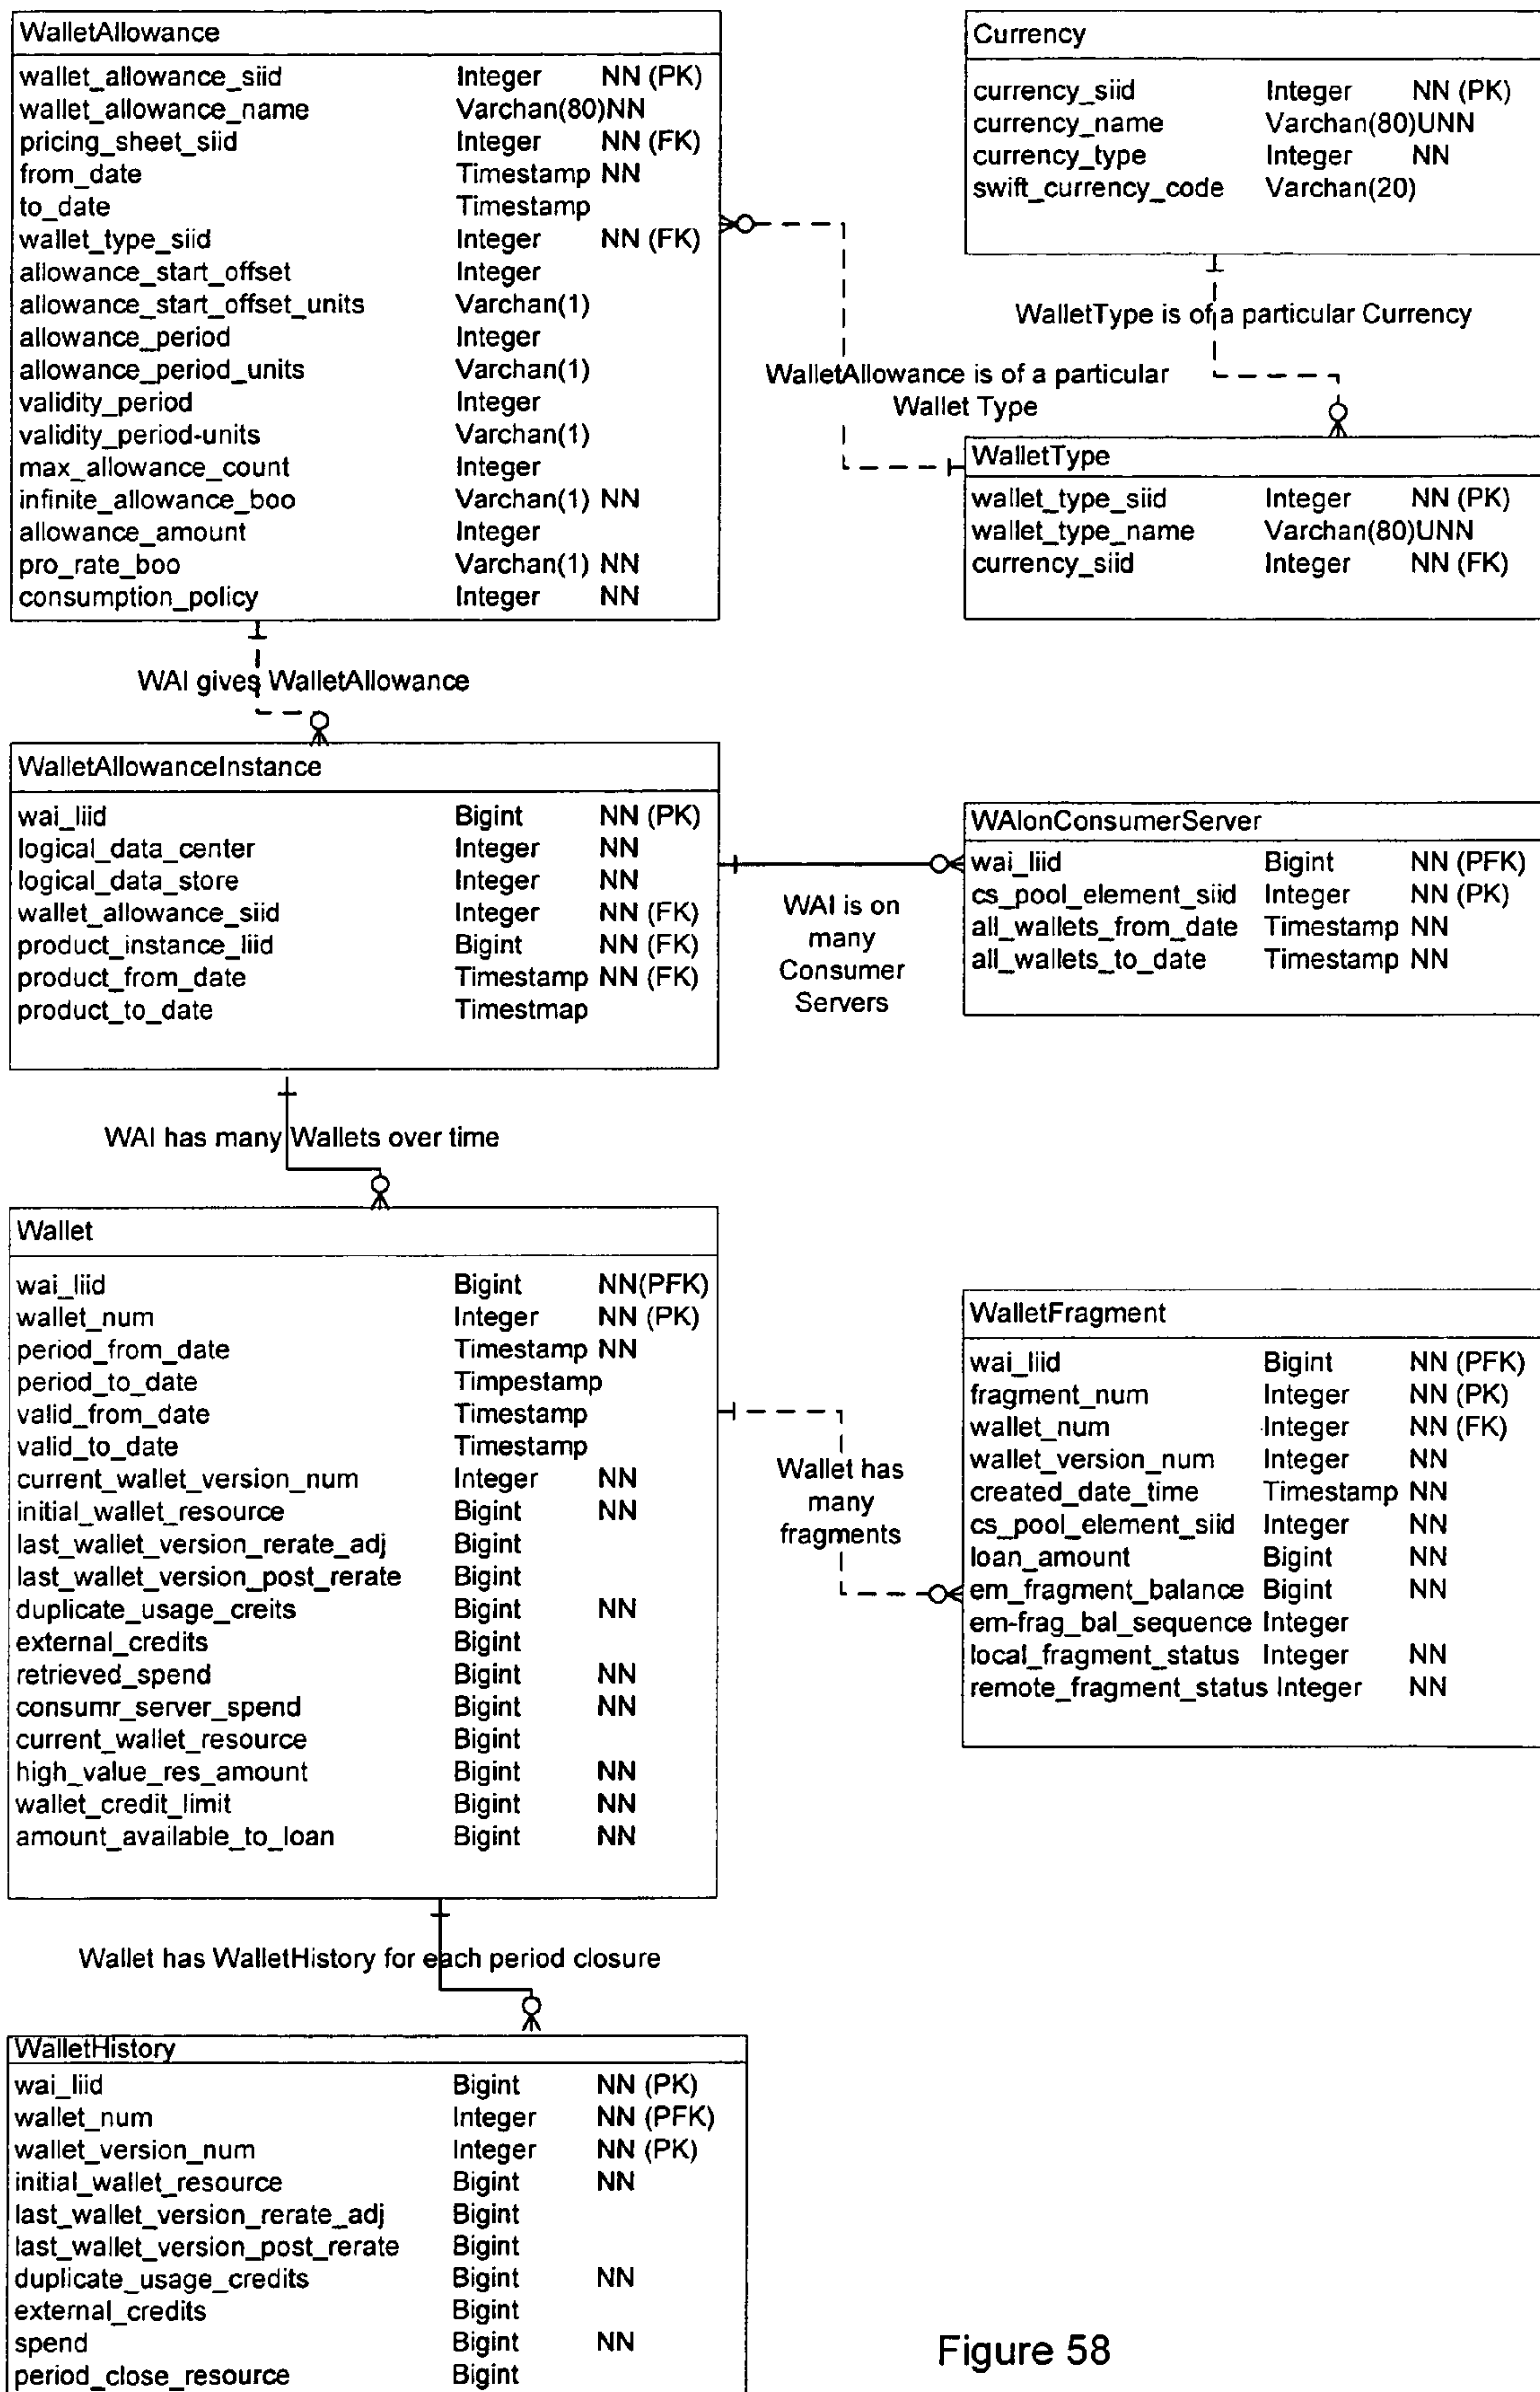 WalletAllowance
wallet_allowance_siid Integer NN (PK)
wallet_allowance_name Varchar(80)NN
pricing_sheet_siid Integer NN (FK)
from_date Timestamp NN
to_date Timestamp
wallet_type_siid Integer NN (FK)
allowance_start_offset Integer
allowance_start_offset_units Varchar(1)
allowance_period Integer
allowance_period_units Varchar(1)
validity_period Integer
validity_period-units Varchar(1)
max_allowance_count Integer
infinite_allowance_boo Varchar(1) NN
allowance_amount Integer
pro_rate_boo Varchar(1) NN
consumption_policy Integer NN
Currency
currency_siid Integer NN (PK)
currency_name Varchar(80)UNN
currency_type Integer NN
swift_currency_code Varchar(20)
WalletType is of a particular Currency
WalletAllowance is of a particular
Wallet Type
WalletType
wallet_type_siid Integer NN (PK)
wallet_type_name Varchar(80)UNN
currency_siid Integer NN (FK)
WAI gives WalletAllowance
WalletAllowanceInstance
wai_liid Bigint NN (PK)
logical_data_center Integer NN
logical_data_store Integer NN
wallet_allowance_siid Integer NN (FK)
product_instance_liid Bigint NN (FK)
product_from_date Timestamp NN (FK)
product_to_date Timestmap
WAI is on
many
Consumer
Servers
WAIonConsumerServer
wai_liid Bigint NN (PFK)
cs_pool_element_siid Integer NN (PK)
all_wallets_from_date Timestamp NN
all_wallets_to_date Timestamp NN
WAI has many Wallets over time
Wallet
wai_liid Bigint NN(PFK)
wallet_num Integer NN (PK)
period_from_date Timestamp NN
period_to_date Timpestamp
valid_from_date Timestamp
valid_to_date Timestamp
current_wallet_version_num Integer NN
initial_wallet_resource Bigint NN
last_wallet_version_rerate_adj Bigint
last_wallet_version_post_rerate Bigint
duplicate_usage_creits Bigint NN
external_credits Bigint
retrieved_spend Bigint NN
consumr_server_spend Bigint NN
current_wallet_resource Bigint
high_value_res_amount Bigint NN
wallet_credit_limit Bigint NN
amount_available_to_loan Bigint NN
Wallet has
many
fragments
WalletFragment
wai_liid Bigint NN (PFK)
fragment_num Integer NN (PK)
wallet_num Integer NN (FK)
wallet_version_num Integer NN
created_date_time Timestamp NN
cs_pool_element_siid Integer NN
loan_amount Bigint NN
em_fragment_balance Bigint NN
em-frag_bal_sequence Integer
local_fragment_status Integer NN
remote_fragment_status Integer NN
Wallet has WalletHistory for each period closure
WalletHistory
wai_liid Bigint NN (PK)
wallet_num Integer NN (PFK)
wallet_version_num Integer NN (PK)
initial_wallet_resource Bigint NN
last_wallet_version_rerate_adj Bigint
last_wallet_version_post_rerate Bigint
duplicate_usage_credits Bigint NN
external_credits Bigint
spend Bigint NN
period_close_resource Bigint
Figure 58